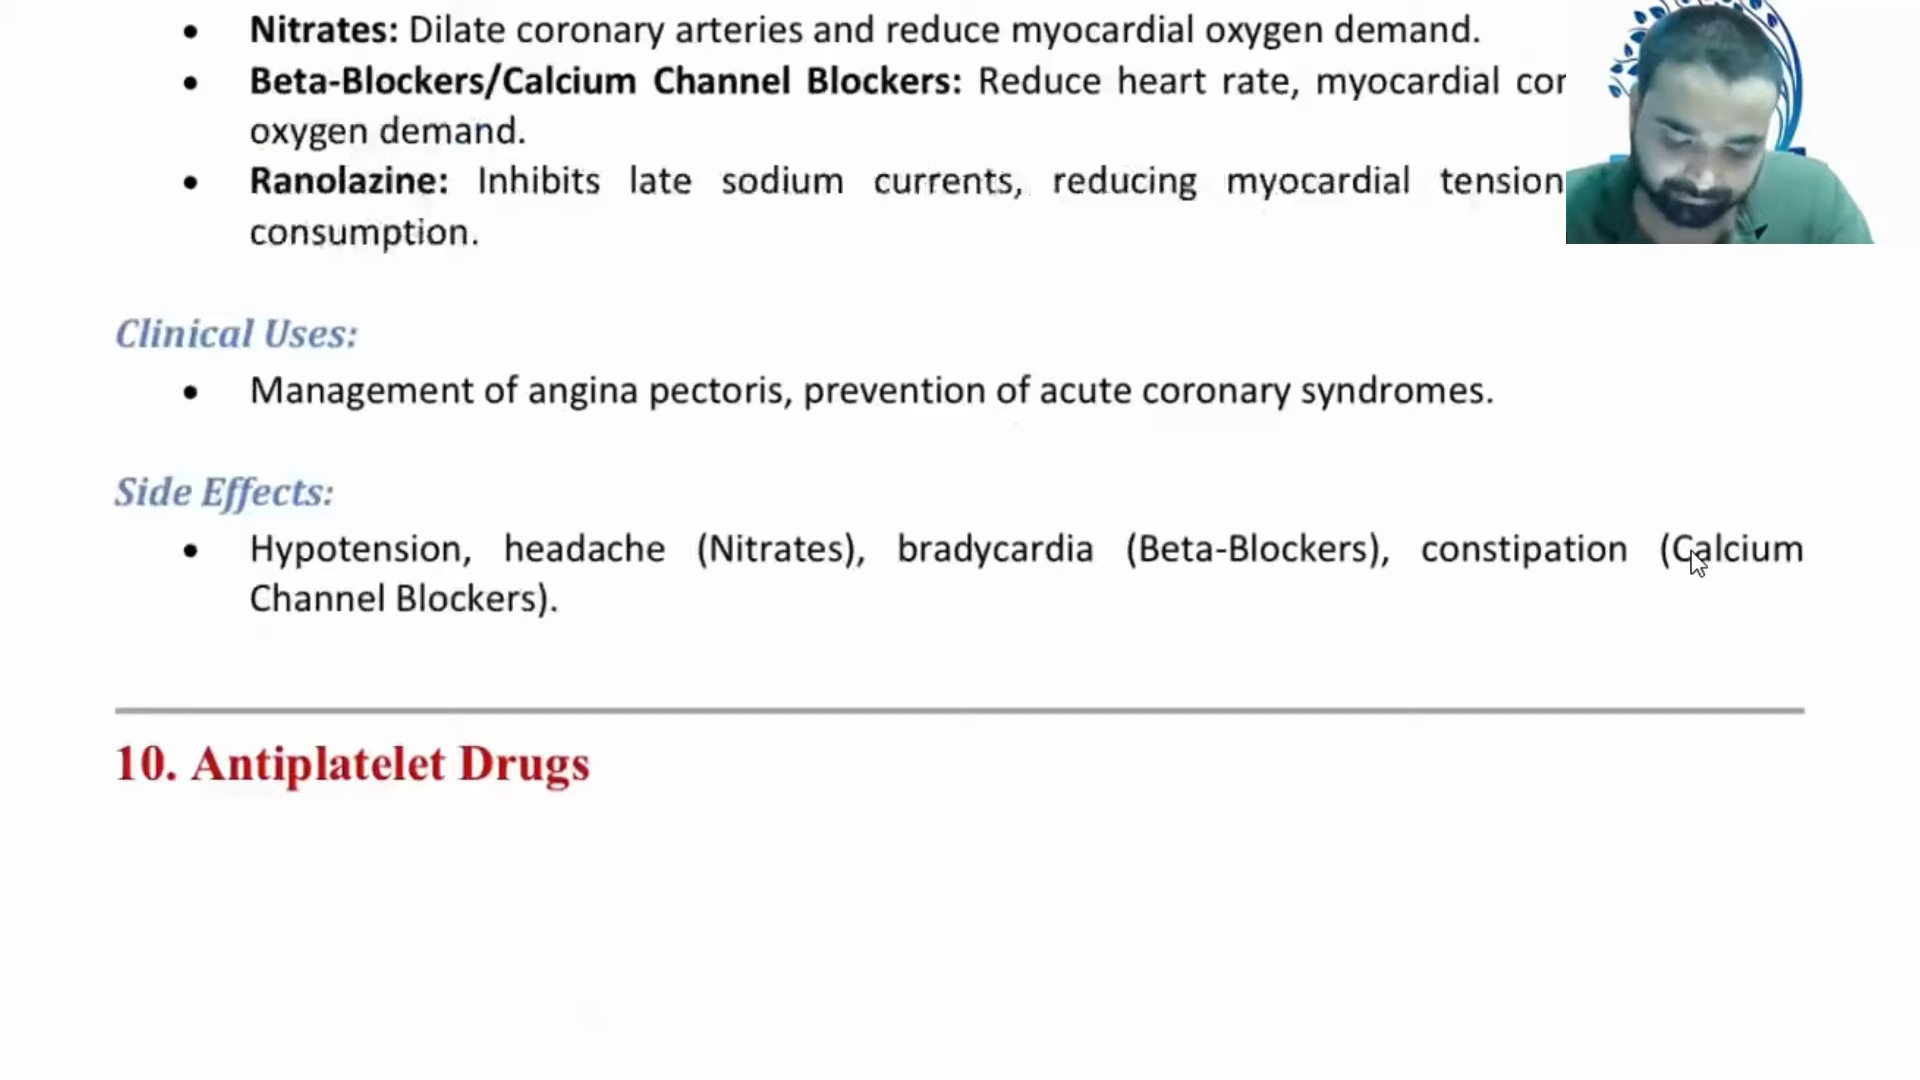 • Nitrates: Dilate coronary arteries and reduce myocardial oxygen demand.
• Beta-Blockers/Calcium Channel Blockers: Reduce heart rate, myocardial
oxygen demand.
• Ranolazine: Inhibits late sodium currents, reducing myocardial tension
consumption.
Clinical Uses:
• Management of angina pectoris, prevention of acute coronary syndromes.
Side Effects:
• Hypotension, headache (Nitrates), bradycardia (Beta-Blockers), constipation (Calcium
Channel Blockers).
10. Antiplatelet Drugs